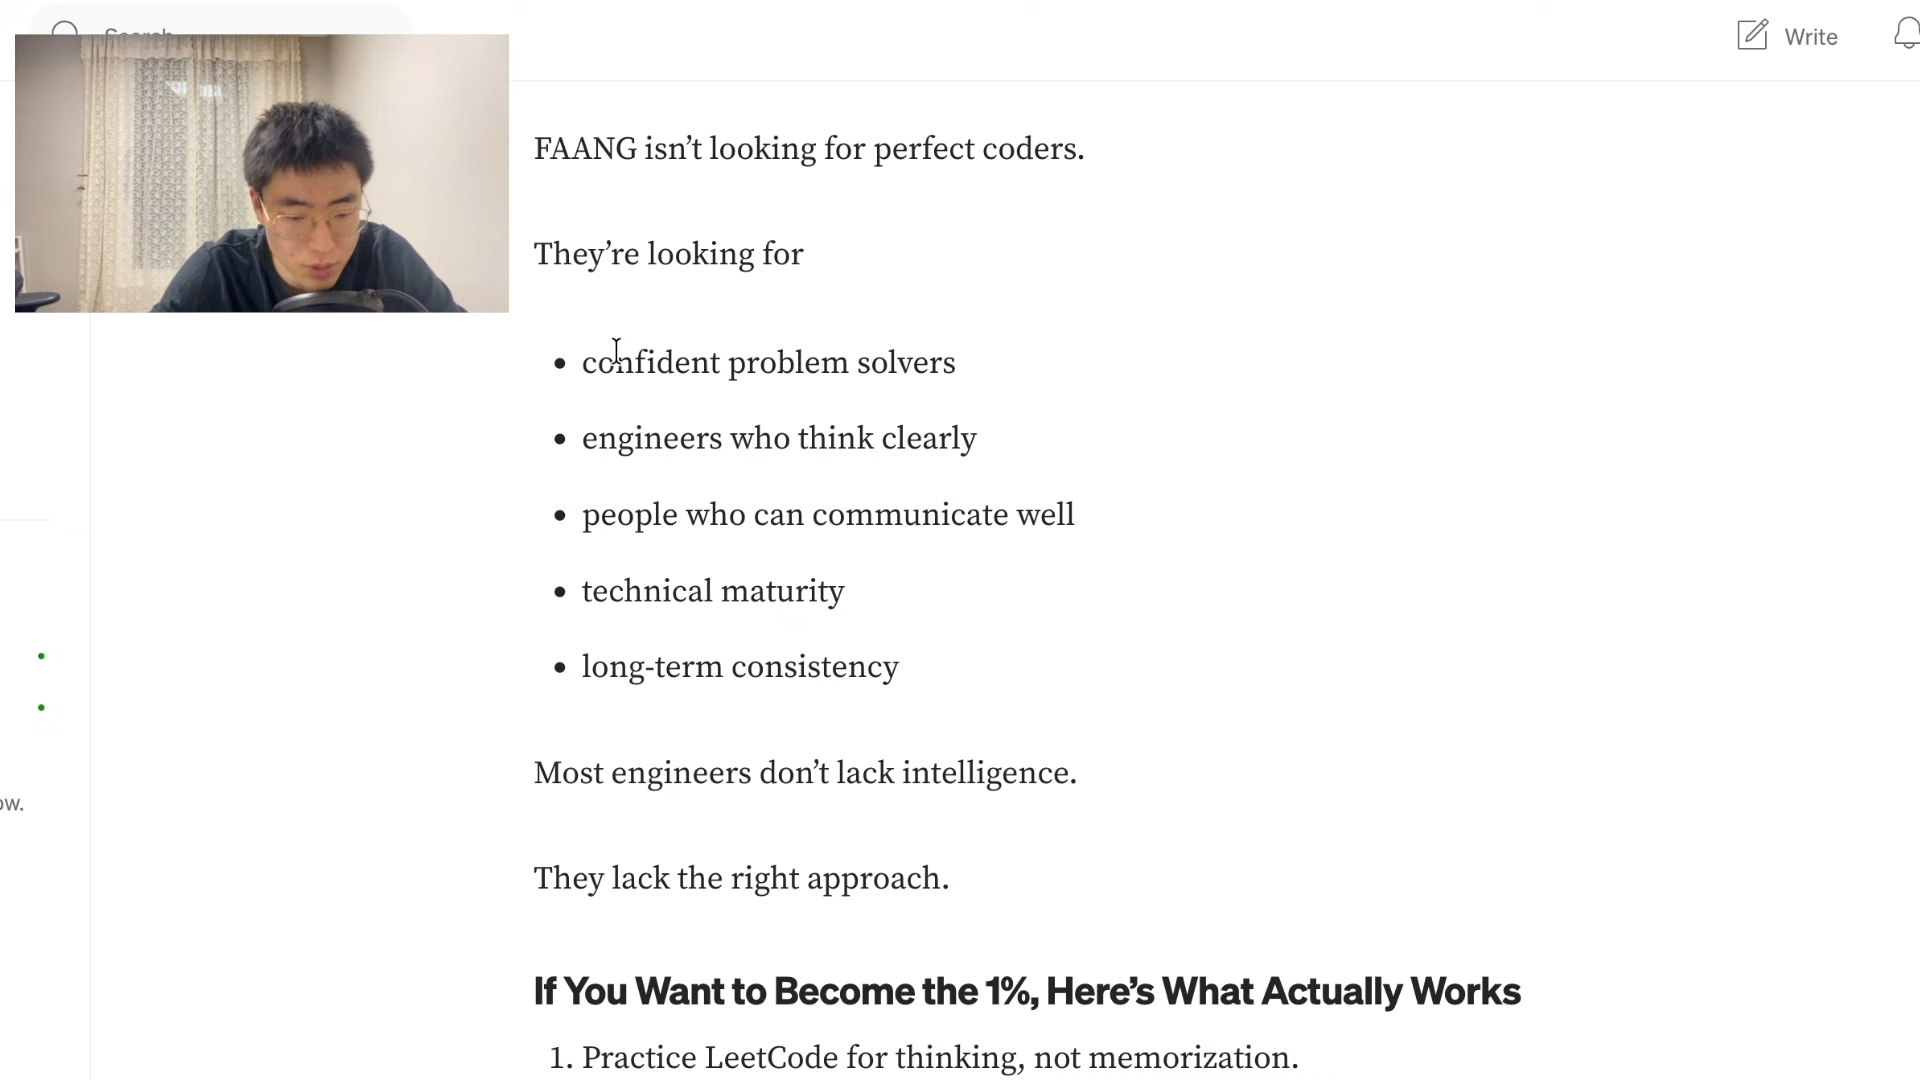 Search
Write
FAANG isn’t looking for perfect coders.
They’re looking for
• confident problem solvers
• engineers who think clearly
• people who can communicate well
• technical maturity
• long-term consistency
Most engineers don’t lack intelligence.
ow.
They lack the right approach.
If You Want to Become the 1%, Here’s What Actually Works
1. Practice LeetCode for thinking, not memorization.